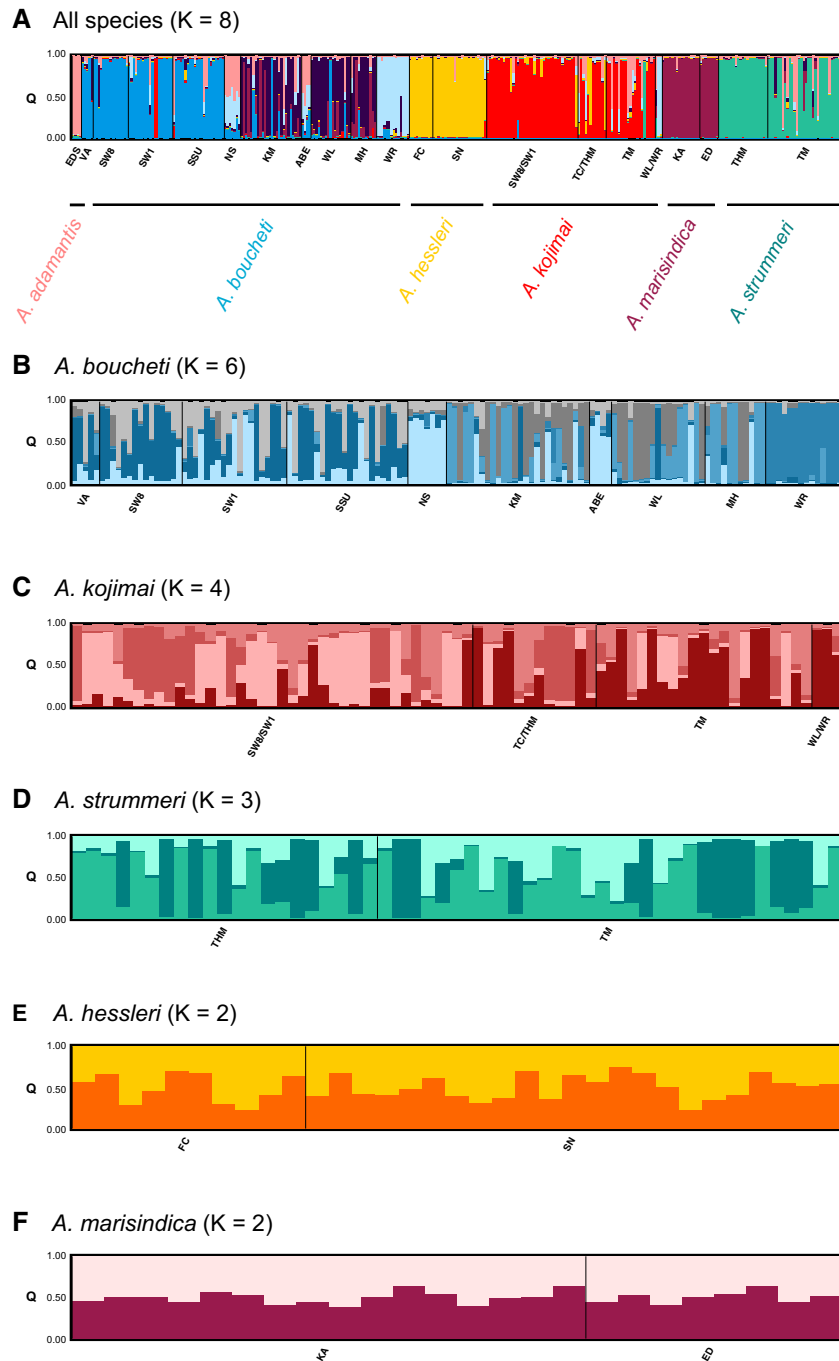 A All species (K = 8)
1.00
Q 0.50
0.00
EDS VA SW8 SW1 SSU NS KM ABE WL MH WR FC SN SW8/SW1 TC/THM TM WL/WR KA ED THM TM
A. adamantis A. boucheti A. hessleri A. kojimai A. marisindica A. strummeri
B A. boucheti (K = 6)
1.00
Q 0.50
0.00
VA SW8 SW1 SSU NS KM ABE WL MH WR
C A. kojimai (K = 4)
1.00
Q 0.50
0.00
SW8/SW1 TC/THM TM WL/WR
D A. strummeri (K = 3)
1.00
Q 0.50
0.00
THM TM
E A. hessleri (K = 2)
1.00
Q 0.50
0.00
FC SN
F A. marisindica (K = 2)
1.00
Q 0.50
0.00
KA ED